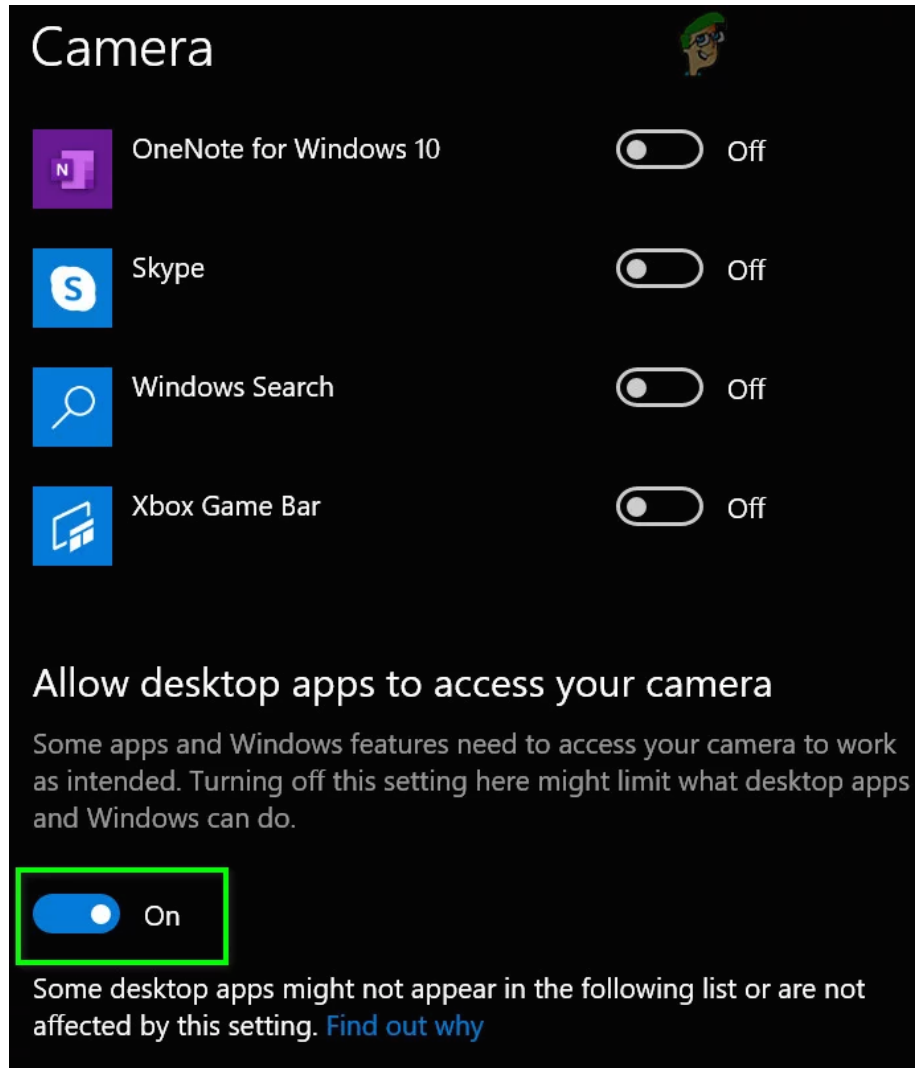 Camera
OneNote for Windows 10
Off
N
Skype
Off
S
Windows Search
Off
Xbox Game Bar
Off
Allow desktop apps to access your camera
Some apps and Windows features need to access your camera to work
as intended. Turning off this setting here might limit what desktop apps
and Windows can do.
On
Some desktop apps might not appear in the following list or are not
affected by this setting. Find out why